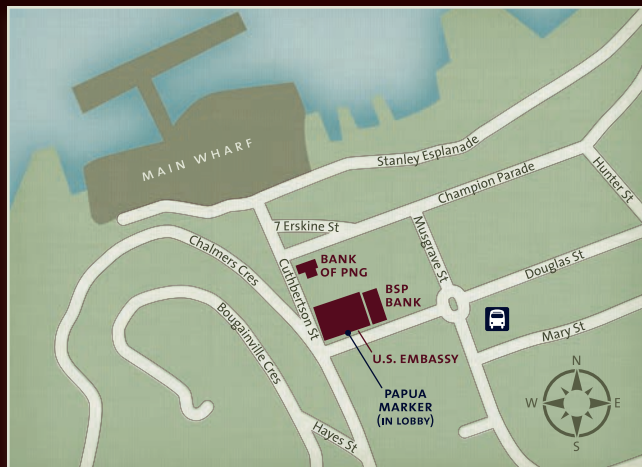 MAIN WHARF
Stanley Esplanade
Champion Parade
Hunter St
7 Erskine St
Musgrave St
Chalmers Cres
Cuthbertson St
BANK
OF PNG
Douglas St
BSP
BANK
Bougainville Cres
Mary St
U.S. EMBASSY
N
PAPUA
MARKER
(IN LOBBY)
W
E
Hayes St
S